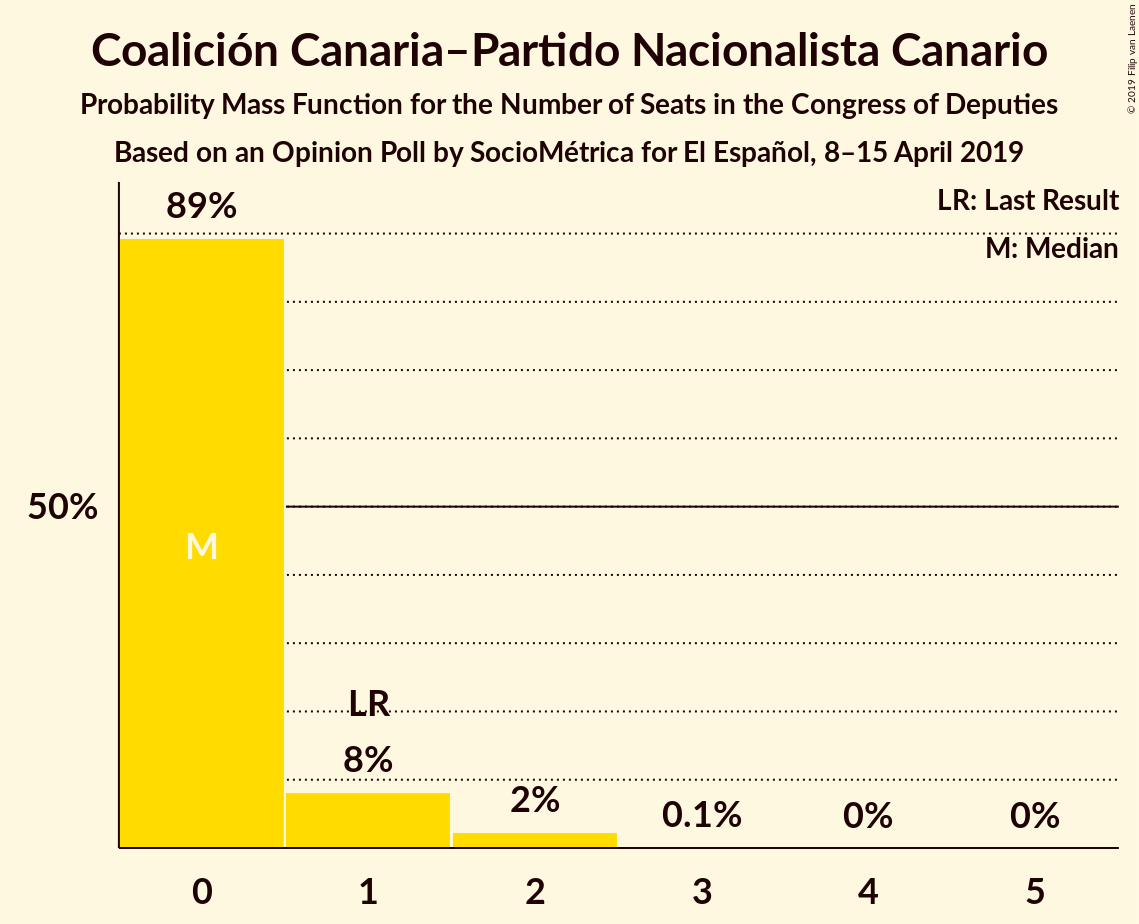 Coalición Canaria–Partido Nacionalista Canario
Probability Mass Function for the Number of Seats in the Congress of Deputies
Based on an Opinion Poll by SocioMétrica for El Español, 8–15 April 2019
© 2019 Filip van Laenen
LR: Last Result
M: Median
89%
50%
M
LR
8%
2%
0.1%
0%
0%
0 1 2 3 4 5